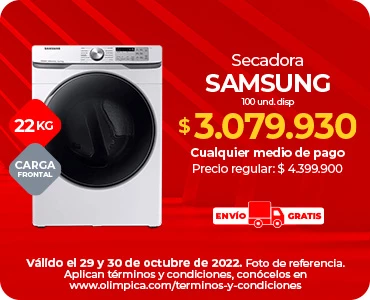 Secadora
SAMSUNG
100 und. disp
$ 3.079.930
Cualquier medio de pago
Precio regular: $ 4.399.900
ENVÍO GRATIS
22 KG
CARGA
FRONTAL
SAMSUNG
Válido el 29 y 30 de octubre de 2022. Foto de referencia.
Aplican términos y condiciones, conócelos en
www.olimpica.com/terminos-y-condiciones